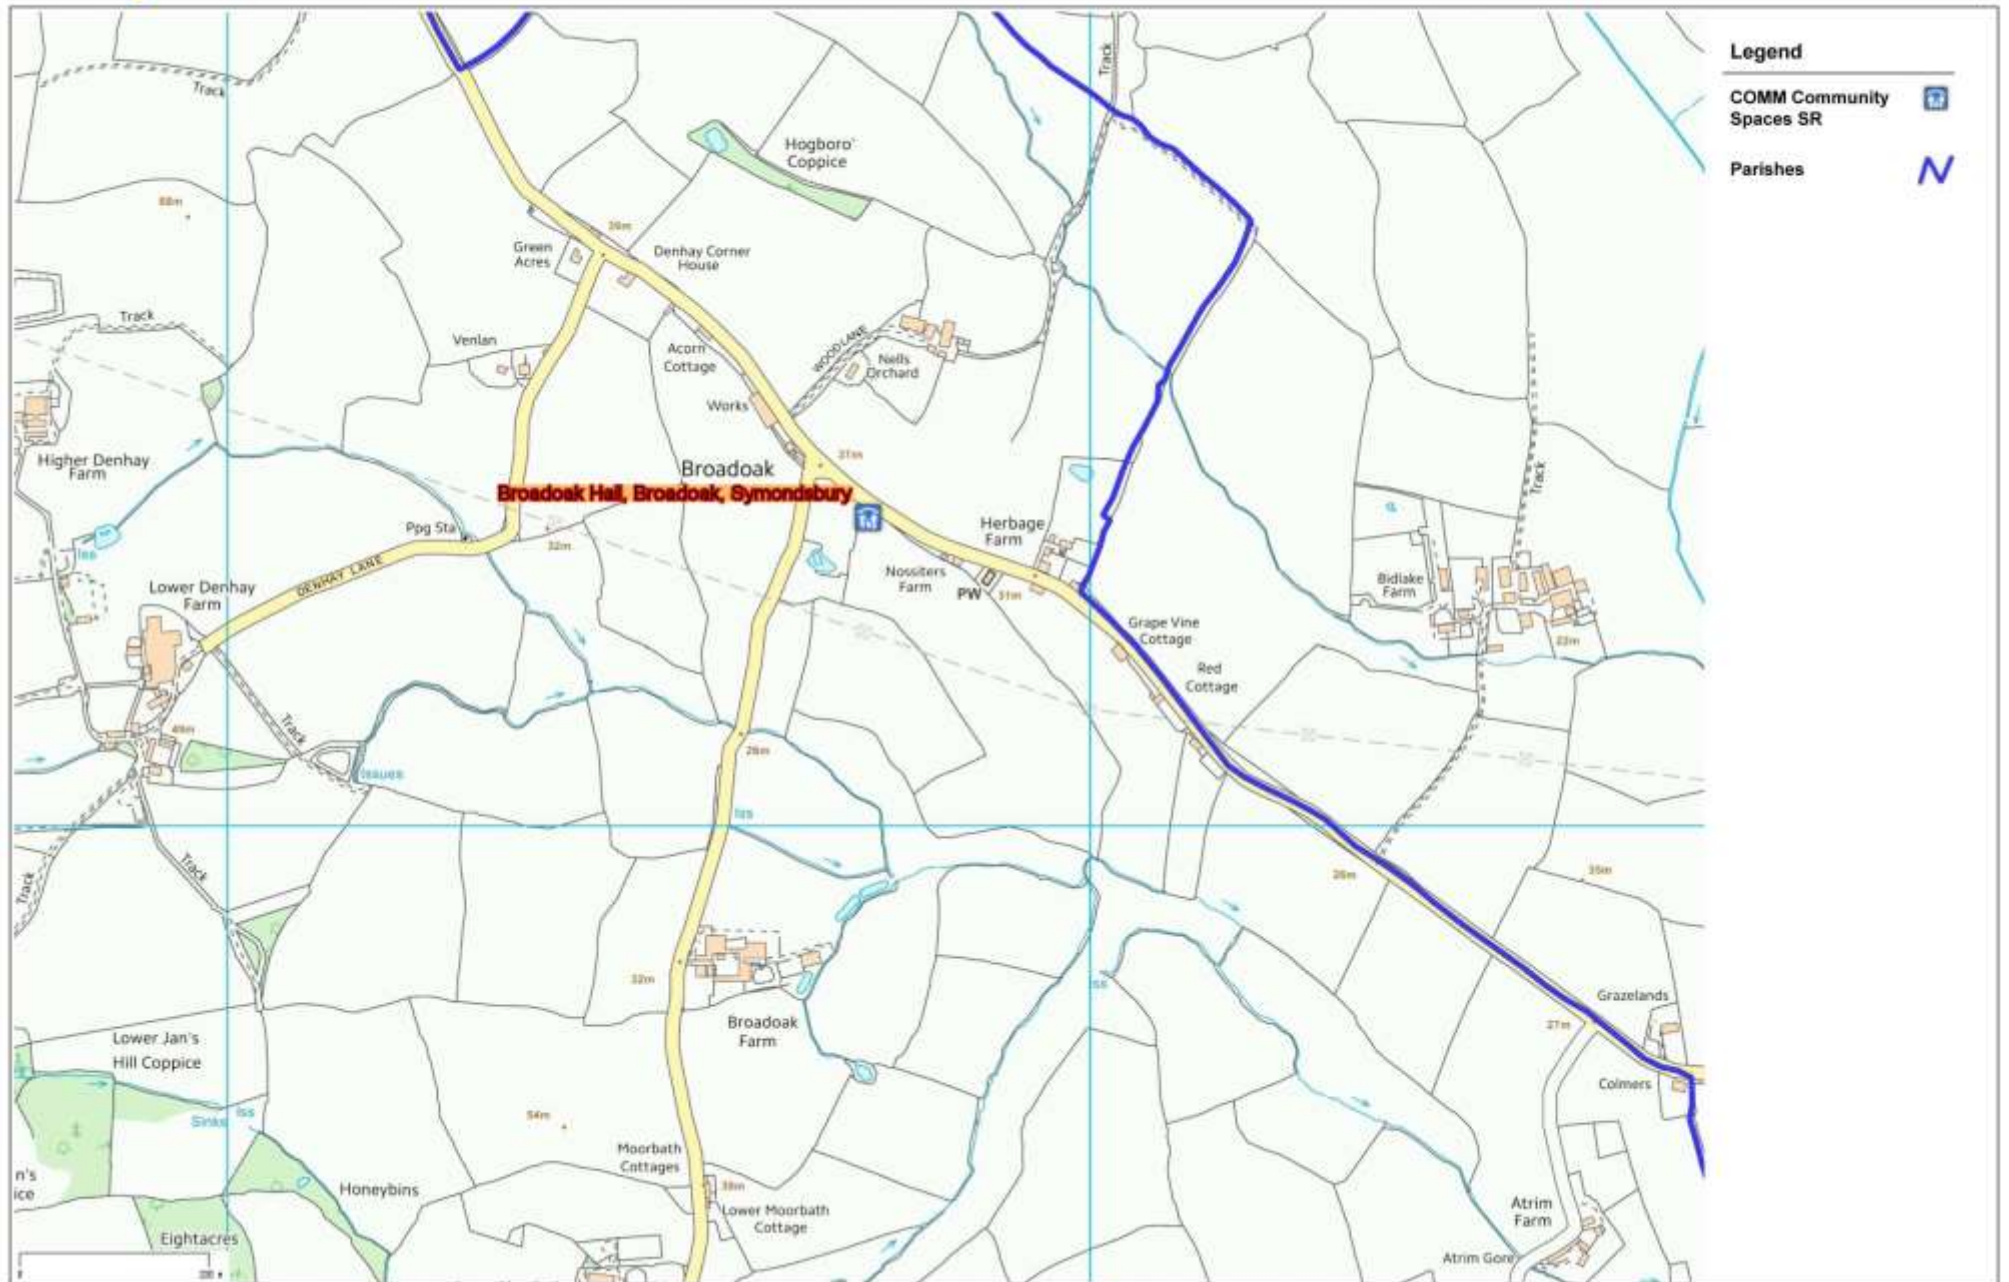 Legend
COMM Community
Spaces SR
Parishes
Track
Track
Hogboro'
Coppice
88m
39m
Green
Acres
Denhay Corner
House
Track
Venlan
Acorn
Cottage
WOOD LANE
Nells
Orchard
Works
Higher Denhay
Farm
Broadoak
31m
Broadoak Hall, Broadoak, Symondsbury
Track
Ppg Sta
32m
Herbage
Farm
Iss
DENHAY LANE
Lower Denhay
Farm
Nossiters
Farm
PW
31m
Bidlake
Farm
Grape Vine
Cottage
22m
Red
Cottage
Track
49m
26m
Issues
Iss
Track
Track
26m
35m
32m
Iss
Grazelands
27m
Broadoak
Farm
Lower Jan's
Hill Coppice
Colmers
Iss
Sinks
54m
Moorbath
Cottages
n's
ice
Honeybins
39m
Lower Moorbath
Cottage
Atrim
Farm
Eightacres
Atrim Gore